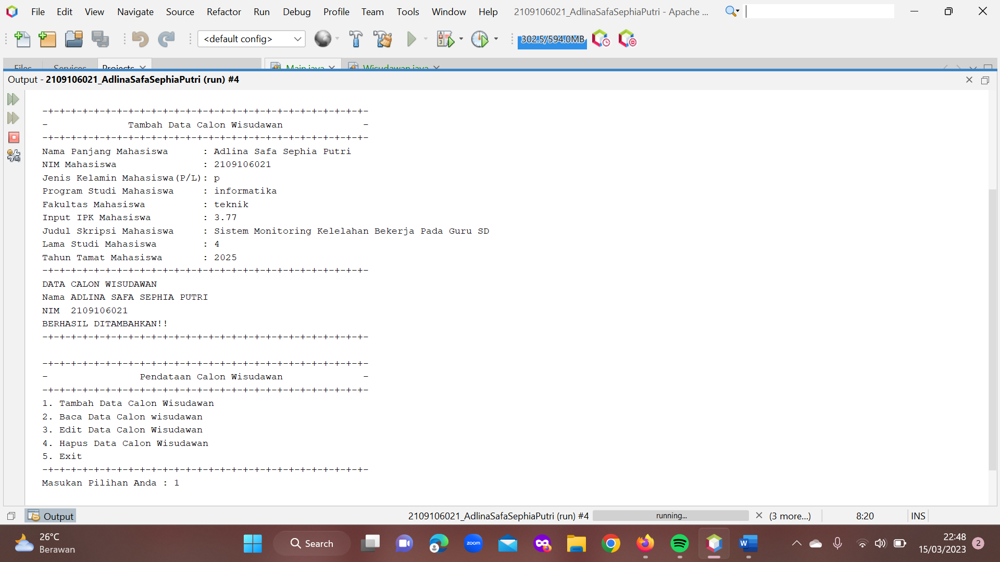 File Edit View Navigate Source Refactor Run Debug Profile Team Tools Window Help 2109106021_AdlinaSafaSephiaPutri - Apache ...
<default config> 302.5/594.0MB
Files Services Projects Main.java Wisudawan.java
Output - 2109106021_AdlinaSafaSephiaPutri (run) #4
-+-+-+-+-+-+-+-+-+-+-+-+-+-+-+-+-+-+-+-+-+-+-+-+-+-+-+-+-
- Tambah Data Calon Wisudawan -
-+-+-+-+-+-+-+-+-+-+-+-+-+-+-+-+-+-+-+-+-+-+-+-+-+-+-+-+-
Nama Panjang Mahasiswa : Adlina Safa Sephia Putri
NIM Mahasiswa : 2109106021
Jenis Kelamin Mahasiswa(P/L): p
Program Studi Mahasiswa : informatika
Fakultas Mahasiswa : teknik
Input IPK Mahasiswa : 3.77
Judul Skripsi Mahasiswa : Sistem Monitoring Kelelahan Bekerja Pada Guru SD
Lama Studi Mahasiswa : 4
Tahun Tamat Mahasiswa : 2025
-+-+-+-+-+-+-+-+-+-+-+-+-+-+-+-+-+-+-+-+-+-+-+-+-+-+-+-+-
DATA CALON WISUDAWAN
Nama ADLINA SAFA SEPHIA PUTRI
NIM 2109106021
BERHASIL DITAMBAHKAN!!
-+-+-+-+-+-+-+-+-+-+-+-+-+-+-+-+-+-+-+-+-+-+-+-+-+-+-+-+-
-+-+-+-+-+-+-+-+-+-+-+-+-+-+-+-+-+-+-+-+-+-+-+-+-+-+-+-+-
- Pendataan Calon Wisudawan -
-+-+-+-+-+-+-+-+-+-+-+-+-+-+-+-+-+-+-+-+-+-+-+-+-+-+-+-+-
1. Tambah Data Calon Wisudawan
2. Baca Data Calon wisudawan
3. Edit Data Calon Wisudawan
4. Hapus Data Calon Wisudawan
5. Exit
-+-+-+-+-+-+-+-+-+-+-+-+-+-+-+-+-+-+-+-+-+-+-+-+-+-+-+-+-
Masukan Pilihan Anda : 1
Output 2109106021_AdlinaSafaSephiaPutri (run) #4 running... (3 more...) 8:20 INS
26°C
Berawan
Search
zoom
22:48
15/03/2023
2